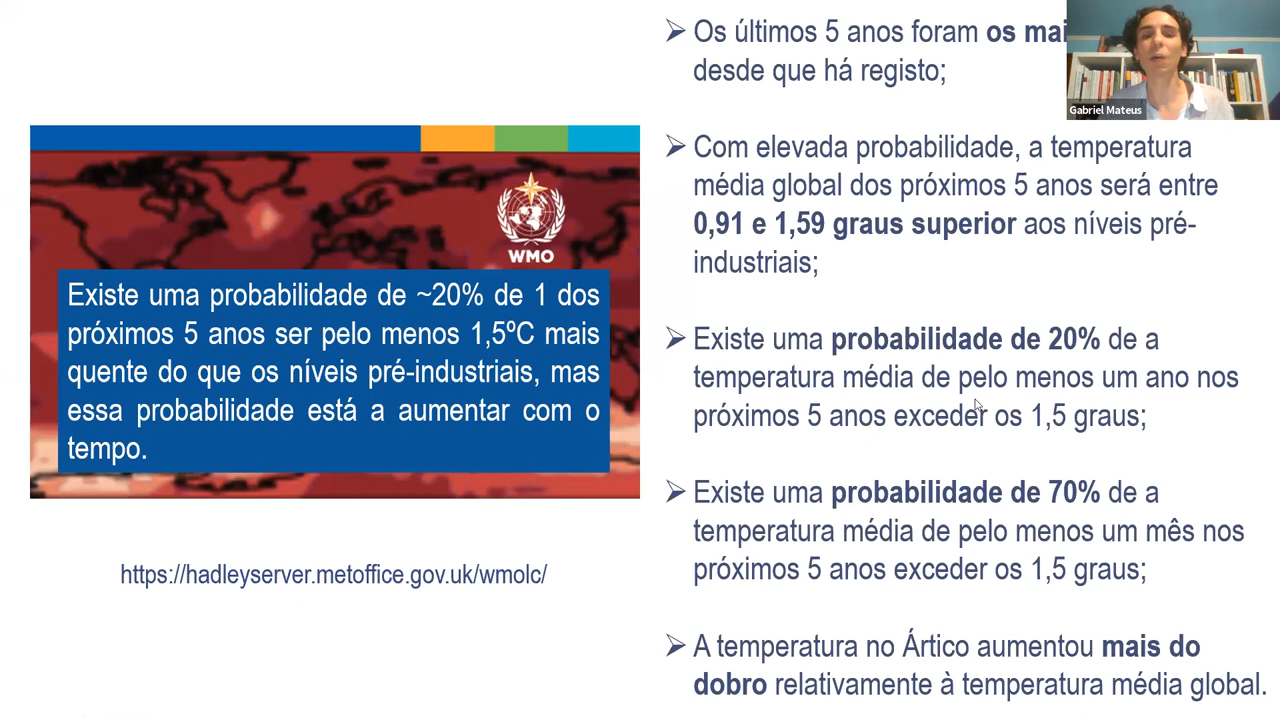 WMO
Existe uma probabilidade de ~20% de 1 dos
próximos 5 anos ser pelo menos 1,5ºC mais
quente do que os níveis pré-industriais, mas
essa probabilidade está a aumentar com o
tempo.
https://hadleyserver.metoffice.gov.uk/wmolc/
Os últimos 5 anos foram os
desde que há registo;
Com elevada probabilidade, a temperatura
média global dos próximos 5 anos será entre
0,91 e 1,59 graus superior aos níveis pré-
industriais;
Existe uma probabilidade de 20% de a
temperatura média de pelo menos um ano nos
próximos 5 anos exceder os 1,5 graus;
Existe uma probabilidade de 70% de a
temperatura média de pelo menos um mês nos
próximos 5 anos exceder os 1,5 graus;
A temperatura no Ártico aumentou mais do
dobro relativamente à temperatura média global.
Gabriel Mateus